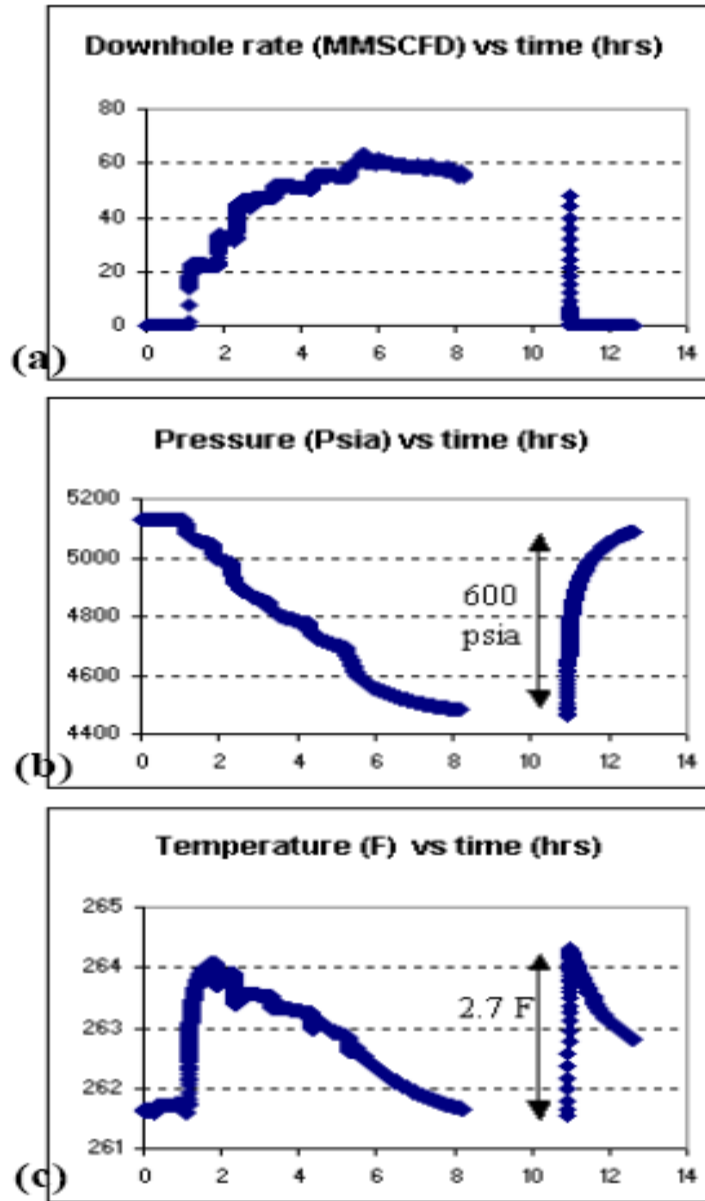 Downhole rate (MMSCFD) vs time (hrs)
80
60
40
20
0
0 2 4 6 8 10 12 14
(a)
Pressure (Psia) vs time (hrs)
5200
5000
4800
4600
4400
600
psia
0 2 4 6 8 10 12 14
(b)
Temperature (F) vs time (hrs)
265
264
263
262
261
2.7 F
0 2 4 6 8 10 12 14
(c)